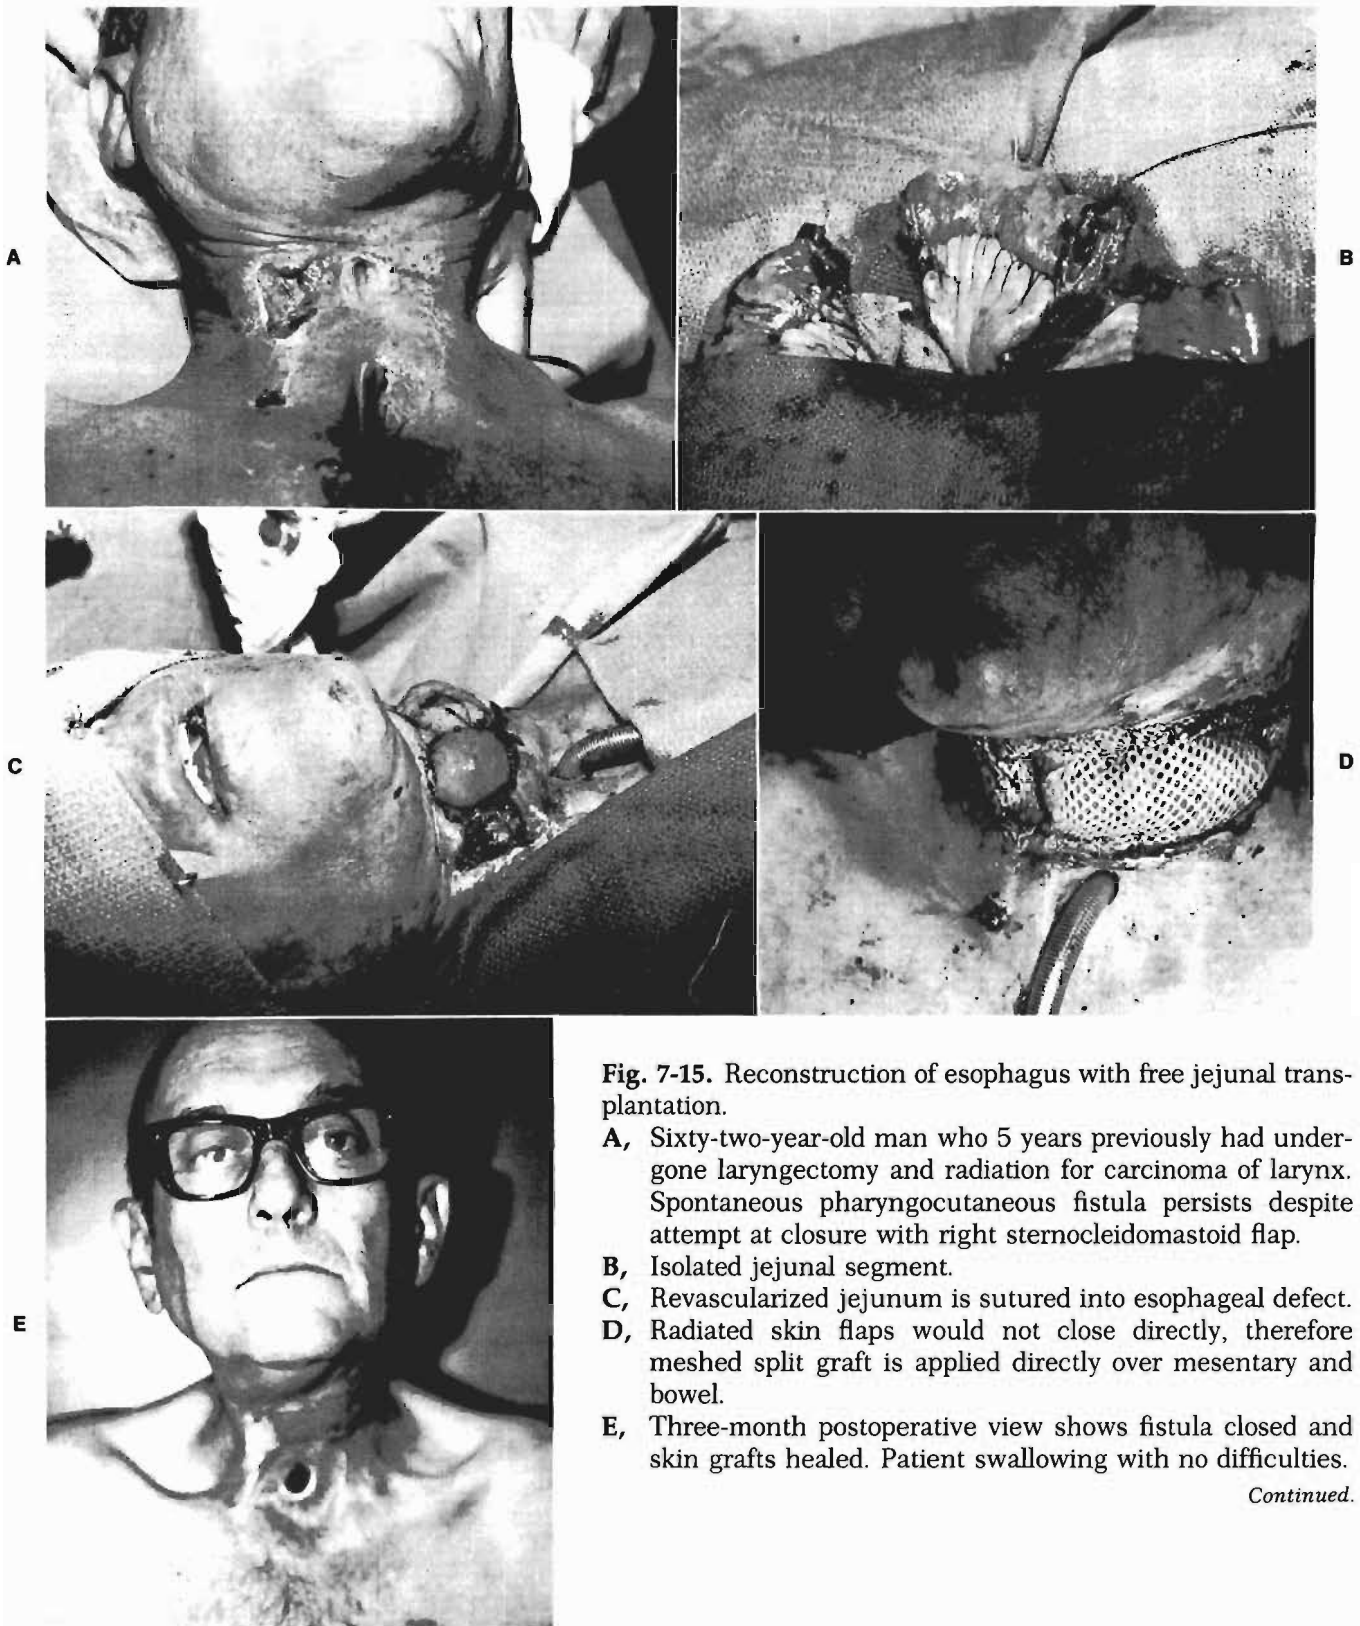 A
B
C
D
E
Fig. 7-15. Reconstruction of esophagus with free jejunal trans-
plantation.
A, Sixty-two-year-old man who 5 years previously had under-
gone laryngectomy and radiation for carcinoma of larynx.
Spontaneous pharyngocutaneous fistula persists despite
attempt at closure with right sternocleidomastoid flap.
B, Isolated jejunal segment.
C, Revascularized jejunum is sutured into esophageal defect.
D, Radiated skin flaps would not close directly, therefore
meshed split graft is applied directly over mesentary and
bowel.
E, Three-month postoperative view shows fistula closed and
skin grafts healed. Patient swallowing with no difficulties.
Continued.